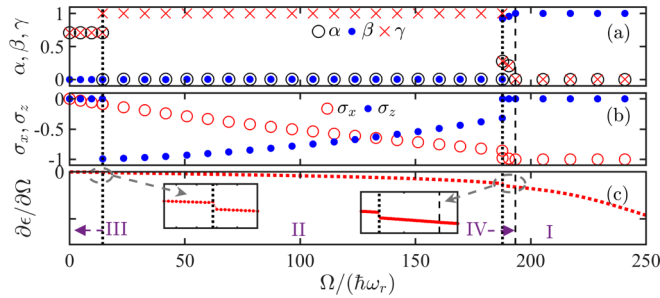 α, β, γ
1
0.5
0
α β γ
(a)
σx, σz
0
-0.5
-1
σx σz
(b)
∂ϵ/∂Ω
(c)
III II IV I
0 50 100 150 200 250
Ω/(ℏωr)